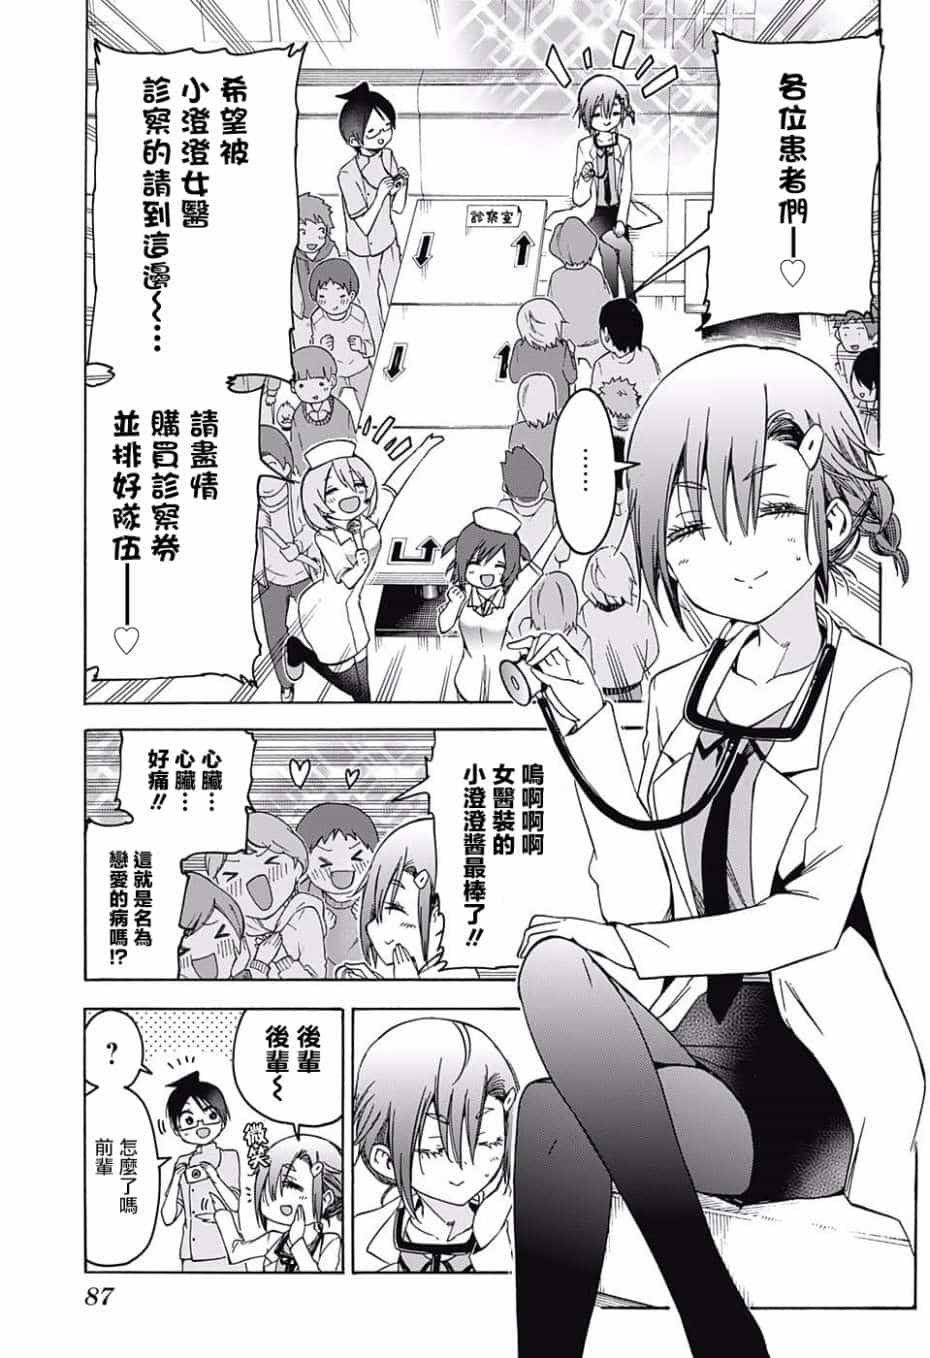 各位患者們──♡
希望被
小澄澄女醫
診察的請到這邊～…
請盡情
購買診察券
並排好隊伍──♡
診察室
……
嗚啊啊啊
女醫裝的
小澄澄醬最棒了!!
心臟…
心臟…
好痛!!
這就是名為
戀愛的病嗎!?
後輩
後輩～
微笑
?
怎麼了嗎
前輩
87